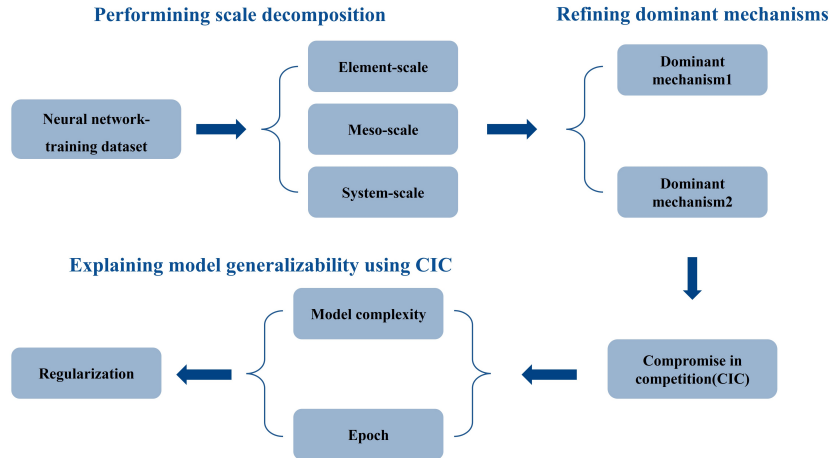 Performining scale decomposition
Refining dominant mechanisms
Neural network-
training dataset
Element-scale
Meso-scale
System-scale
Dominant
mechanism1
Dominant
mechanism2
Explaining model generalizability using CIC
Regularization
Model complexity
Epoch
Compromise in
competition(CIC)